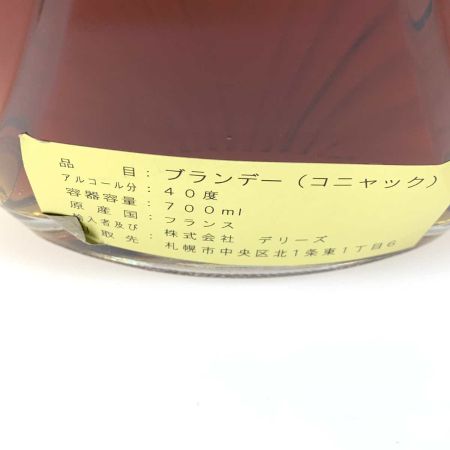 品目：ブランデー（コニャック）
アルコール分：40度
容器容量：700ml
原産国：フランス
入者及び
取先：株式会社 デリーズ
札幌市中央区北1条東1丁目6